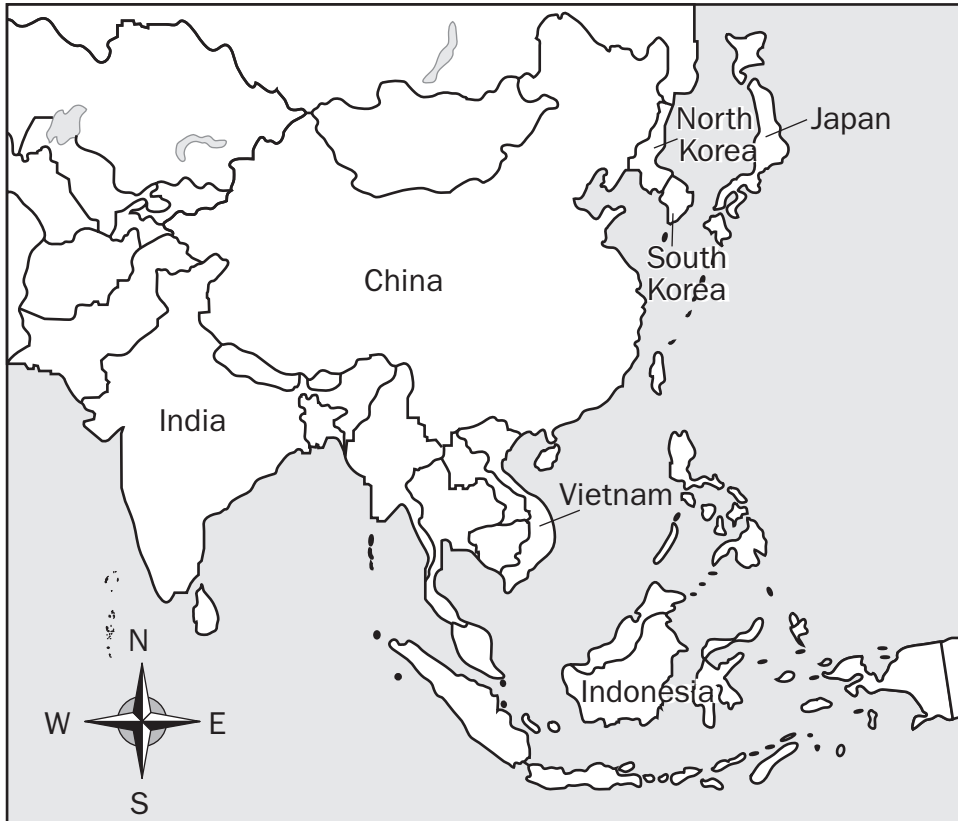 North
Korea
Japan
South
Korea
China
India
Vietnam
Indonesia
N
W
E
S